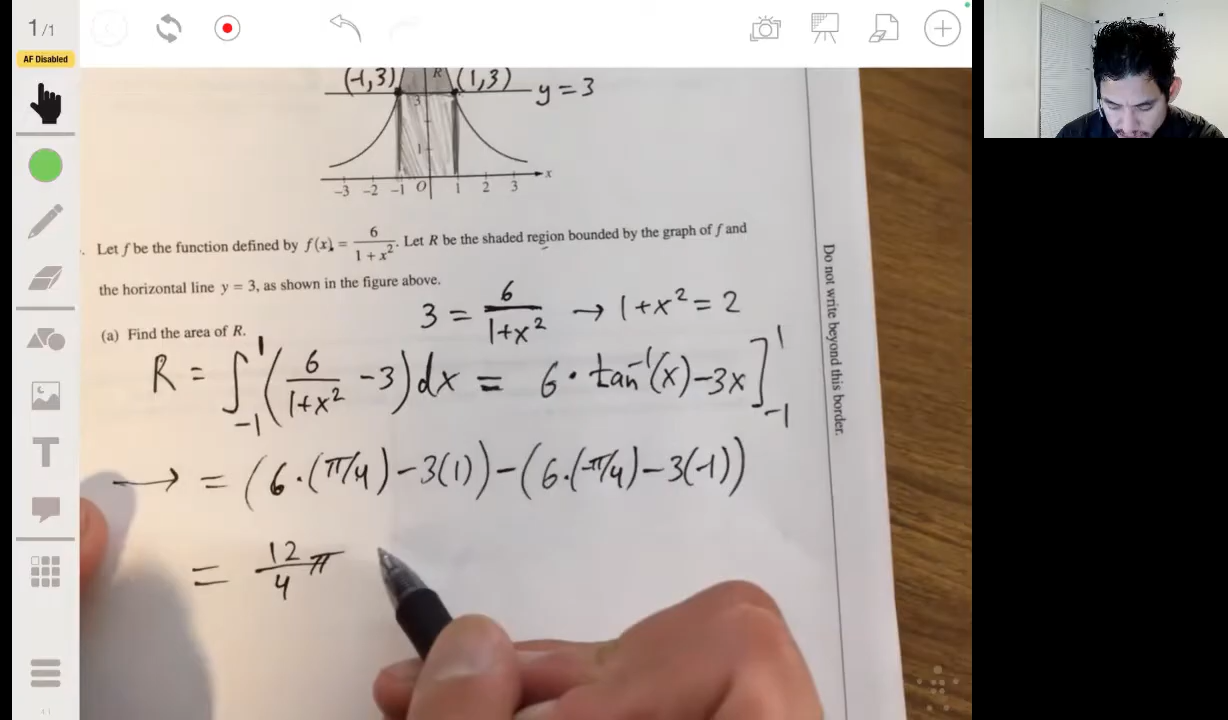 1/1
AF Disabled
(-1,3) R (1,3)
3 y = 3
1
-3 -2 -1 O 1 2 3 x
Let f be the function defined by f(x) = 6/(1 + x²). Let R be the shaded region bounded by the graph of f and
the horizontal line y = 3, as shown in the figure above.
3 = 6/(1+x²) → 1+x² = 2
(a) Find the area of R.
R = ∫₋₁¹ (6/(1+x²) - 3) dx = 6 · tan⁻¹(x) - 3x]₋₁¹
→ = (6·(π/4) - 3(1)) - (6·(-π/4) - 3(-1))
= 12/4 π
Do not write beyond this border.
T